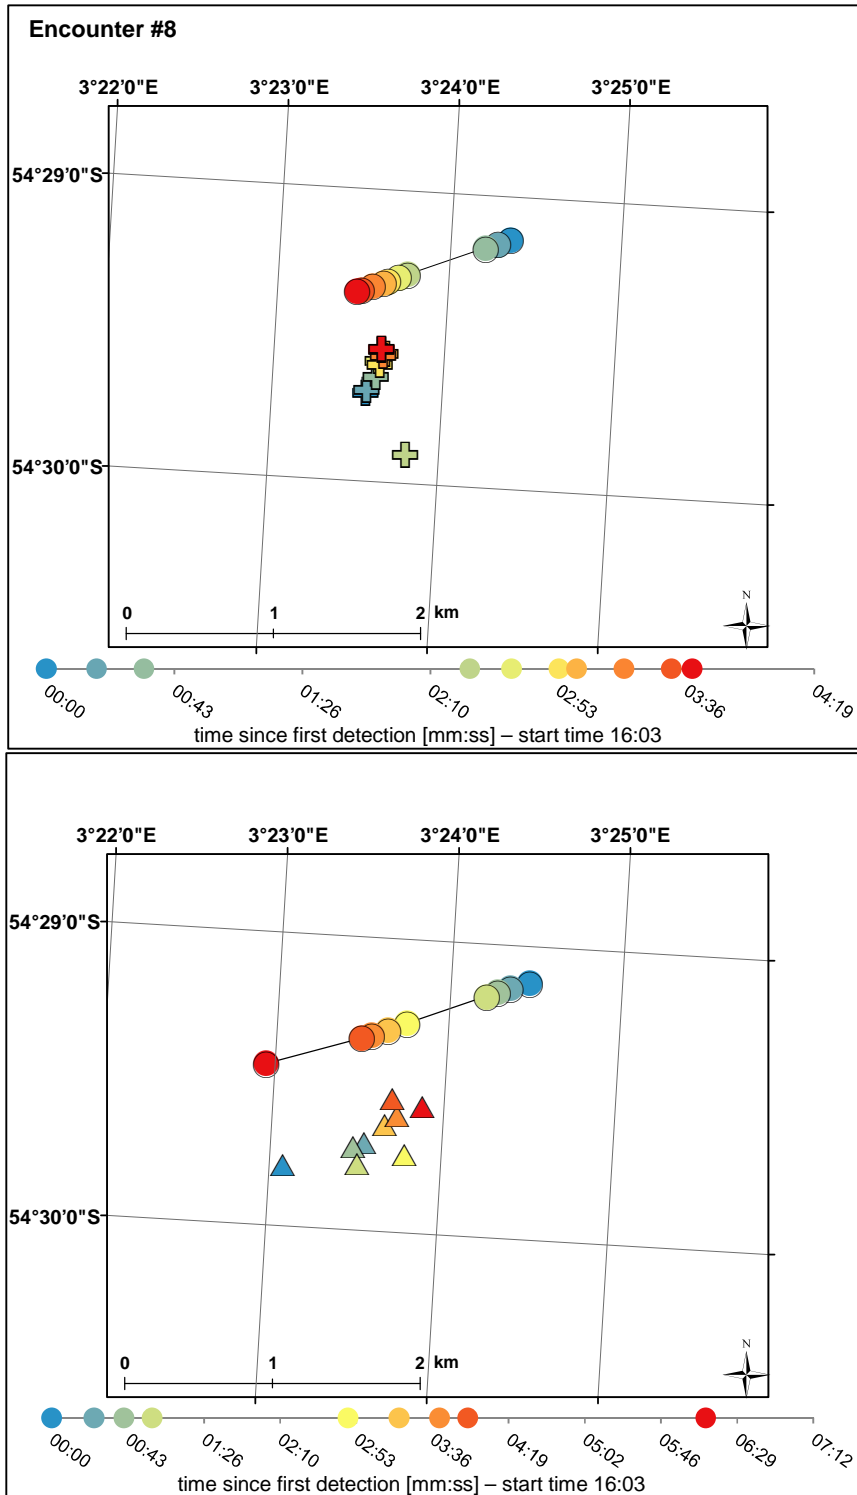 Encounter #8
3°22'0"E 3°23'0"E 3°24'0"E 3°25'0"E
54°29'0"S
54°30'0"S
0 1 2 km
N
00:00 00:43 01:26 02:10 02:53 03:36 04:19
time since first detection [mm:ss] – start time 16:03
3°22'0"E 3°23'0"E 3°24'0"E 3°25'0"E
54°29'0"S
54°30'0"S
0 1 2 km
N
00:00 00:43 01:26 02:10 02:53 03:36 04:19 05:02 05:46 06:29 07:12
time since first detection [mm:ss] – start time 16:03